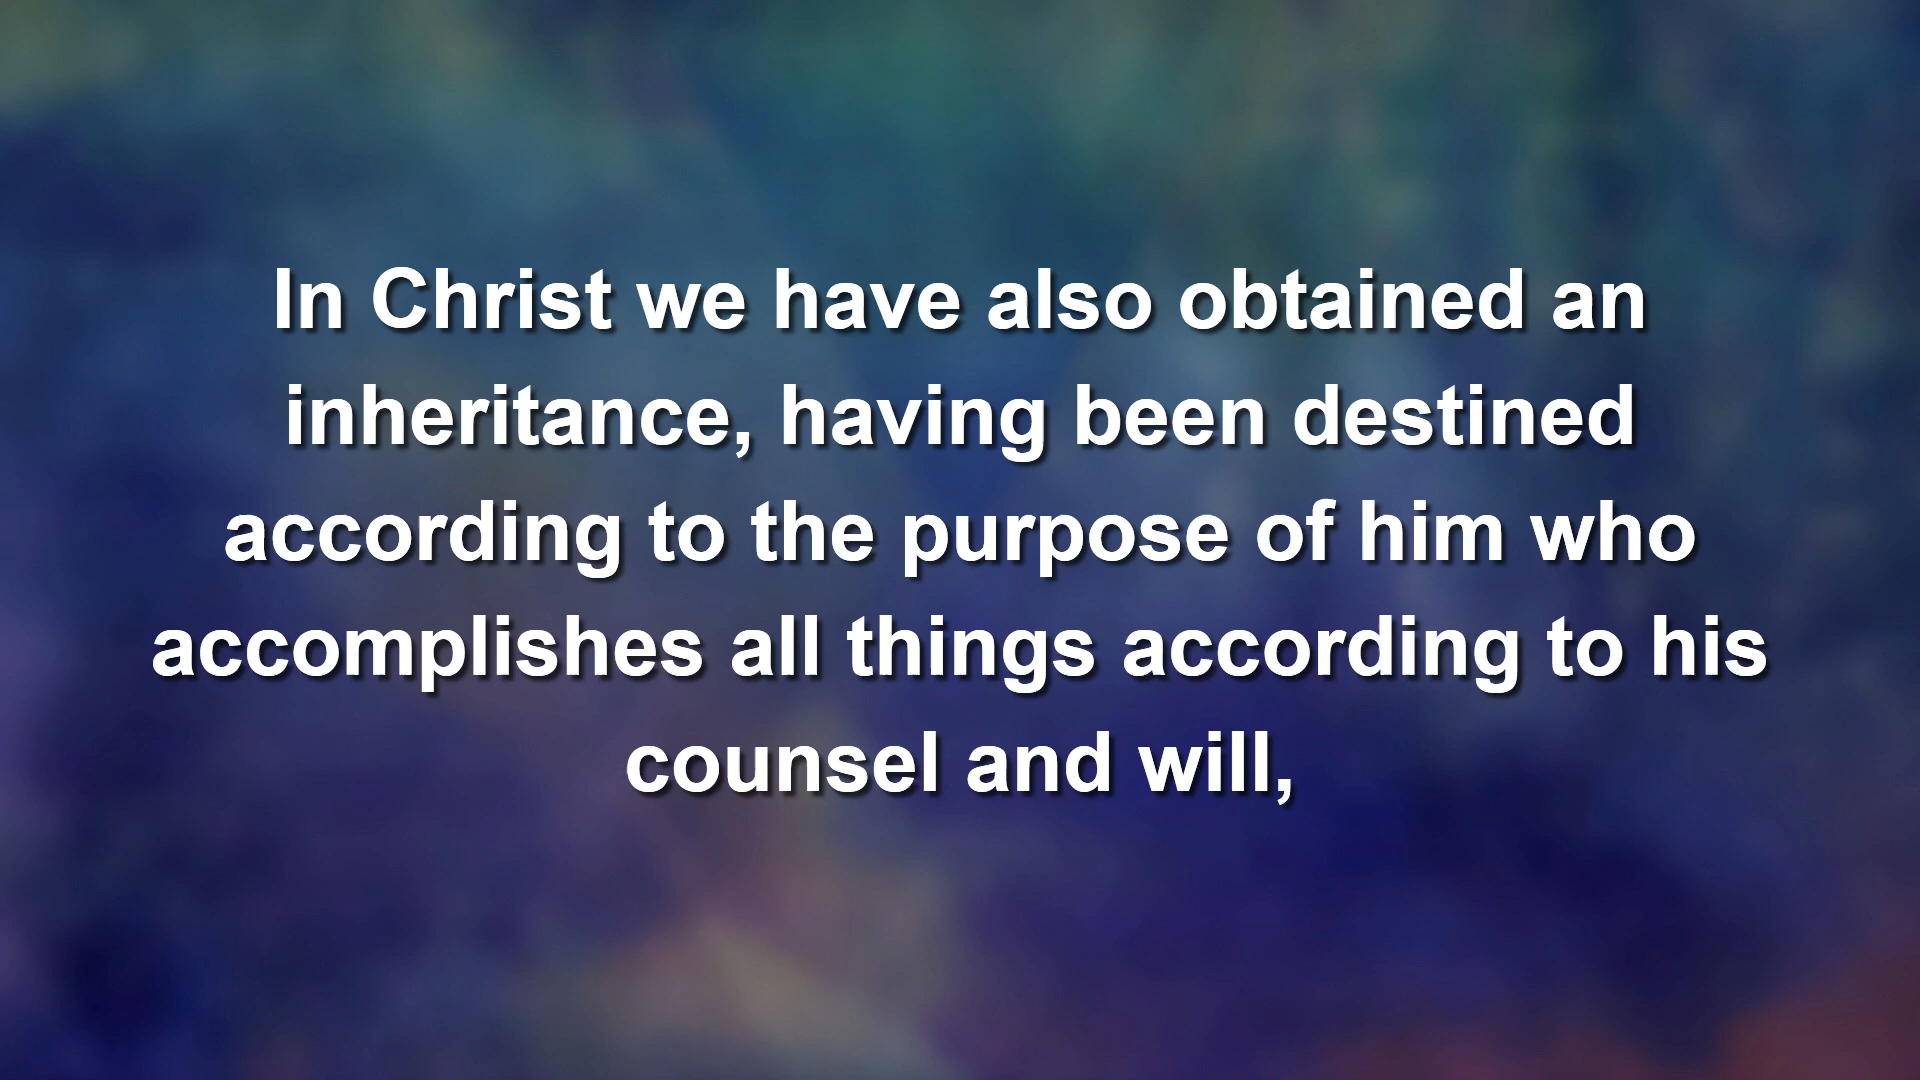 In Christ we have also obtained an
inheritance, having been destined
according to the purpose of him who
accomplishes all things according to his
counsel and will,